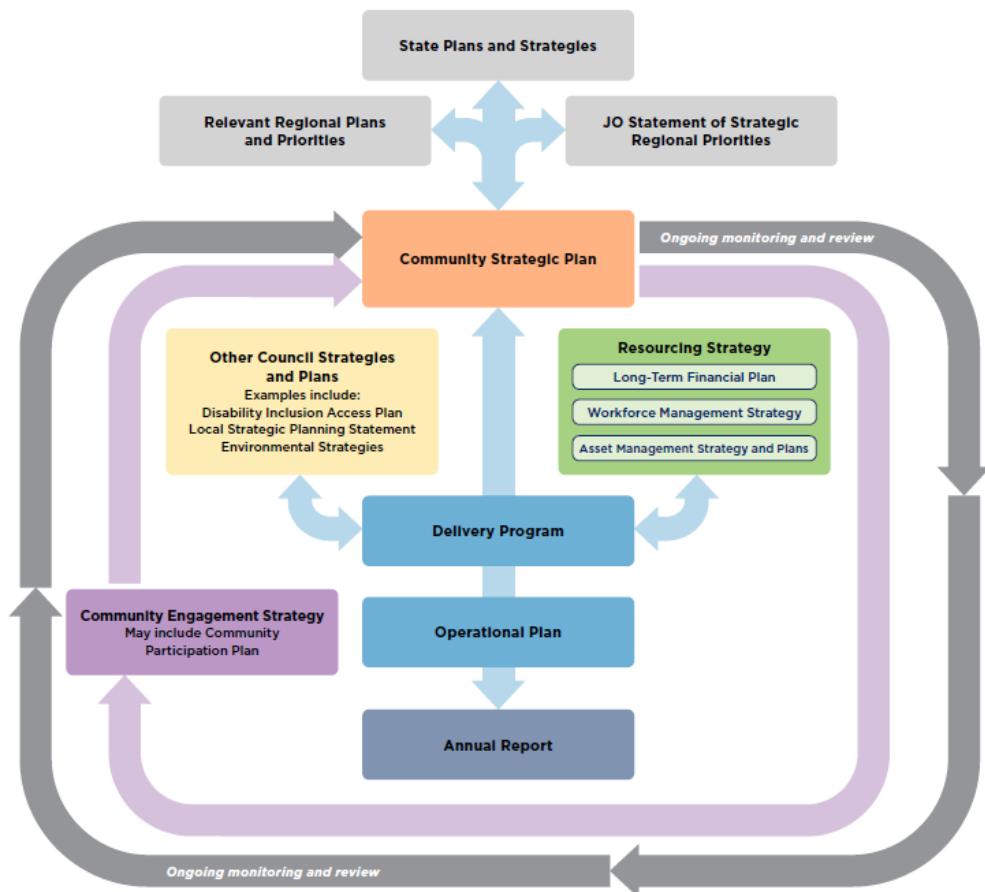 State Plans and Strategies
Relevant Regional Plans
and Priorities
JO Statement of Strategic
Regional Priorities
Community Strategic Plan
Ongoing monitoring and review
Other Council Strategies
and Plans
Examples include:
Disability Inclusion Access Plan
Local Strategic Planning Statement
Environmental Strategies
Resourcing Strategy
Long-Term Financial Plan
Workforce Management Strategy
Asset Management Strategy and Plans
Delivery Program
Community Engagement Strategy
May include Community
Participation Plan
Operational Plan
Annual Report
Ongoing monitoring and review